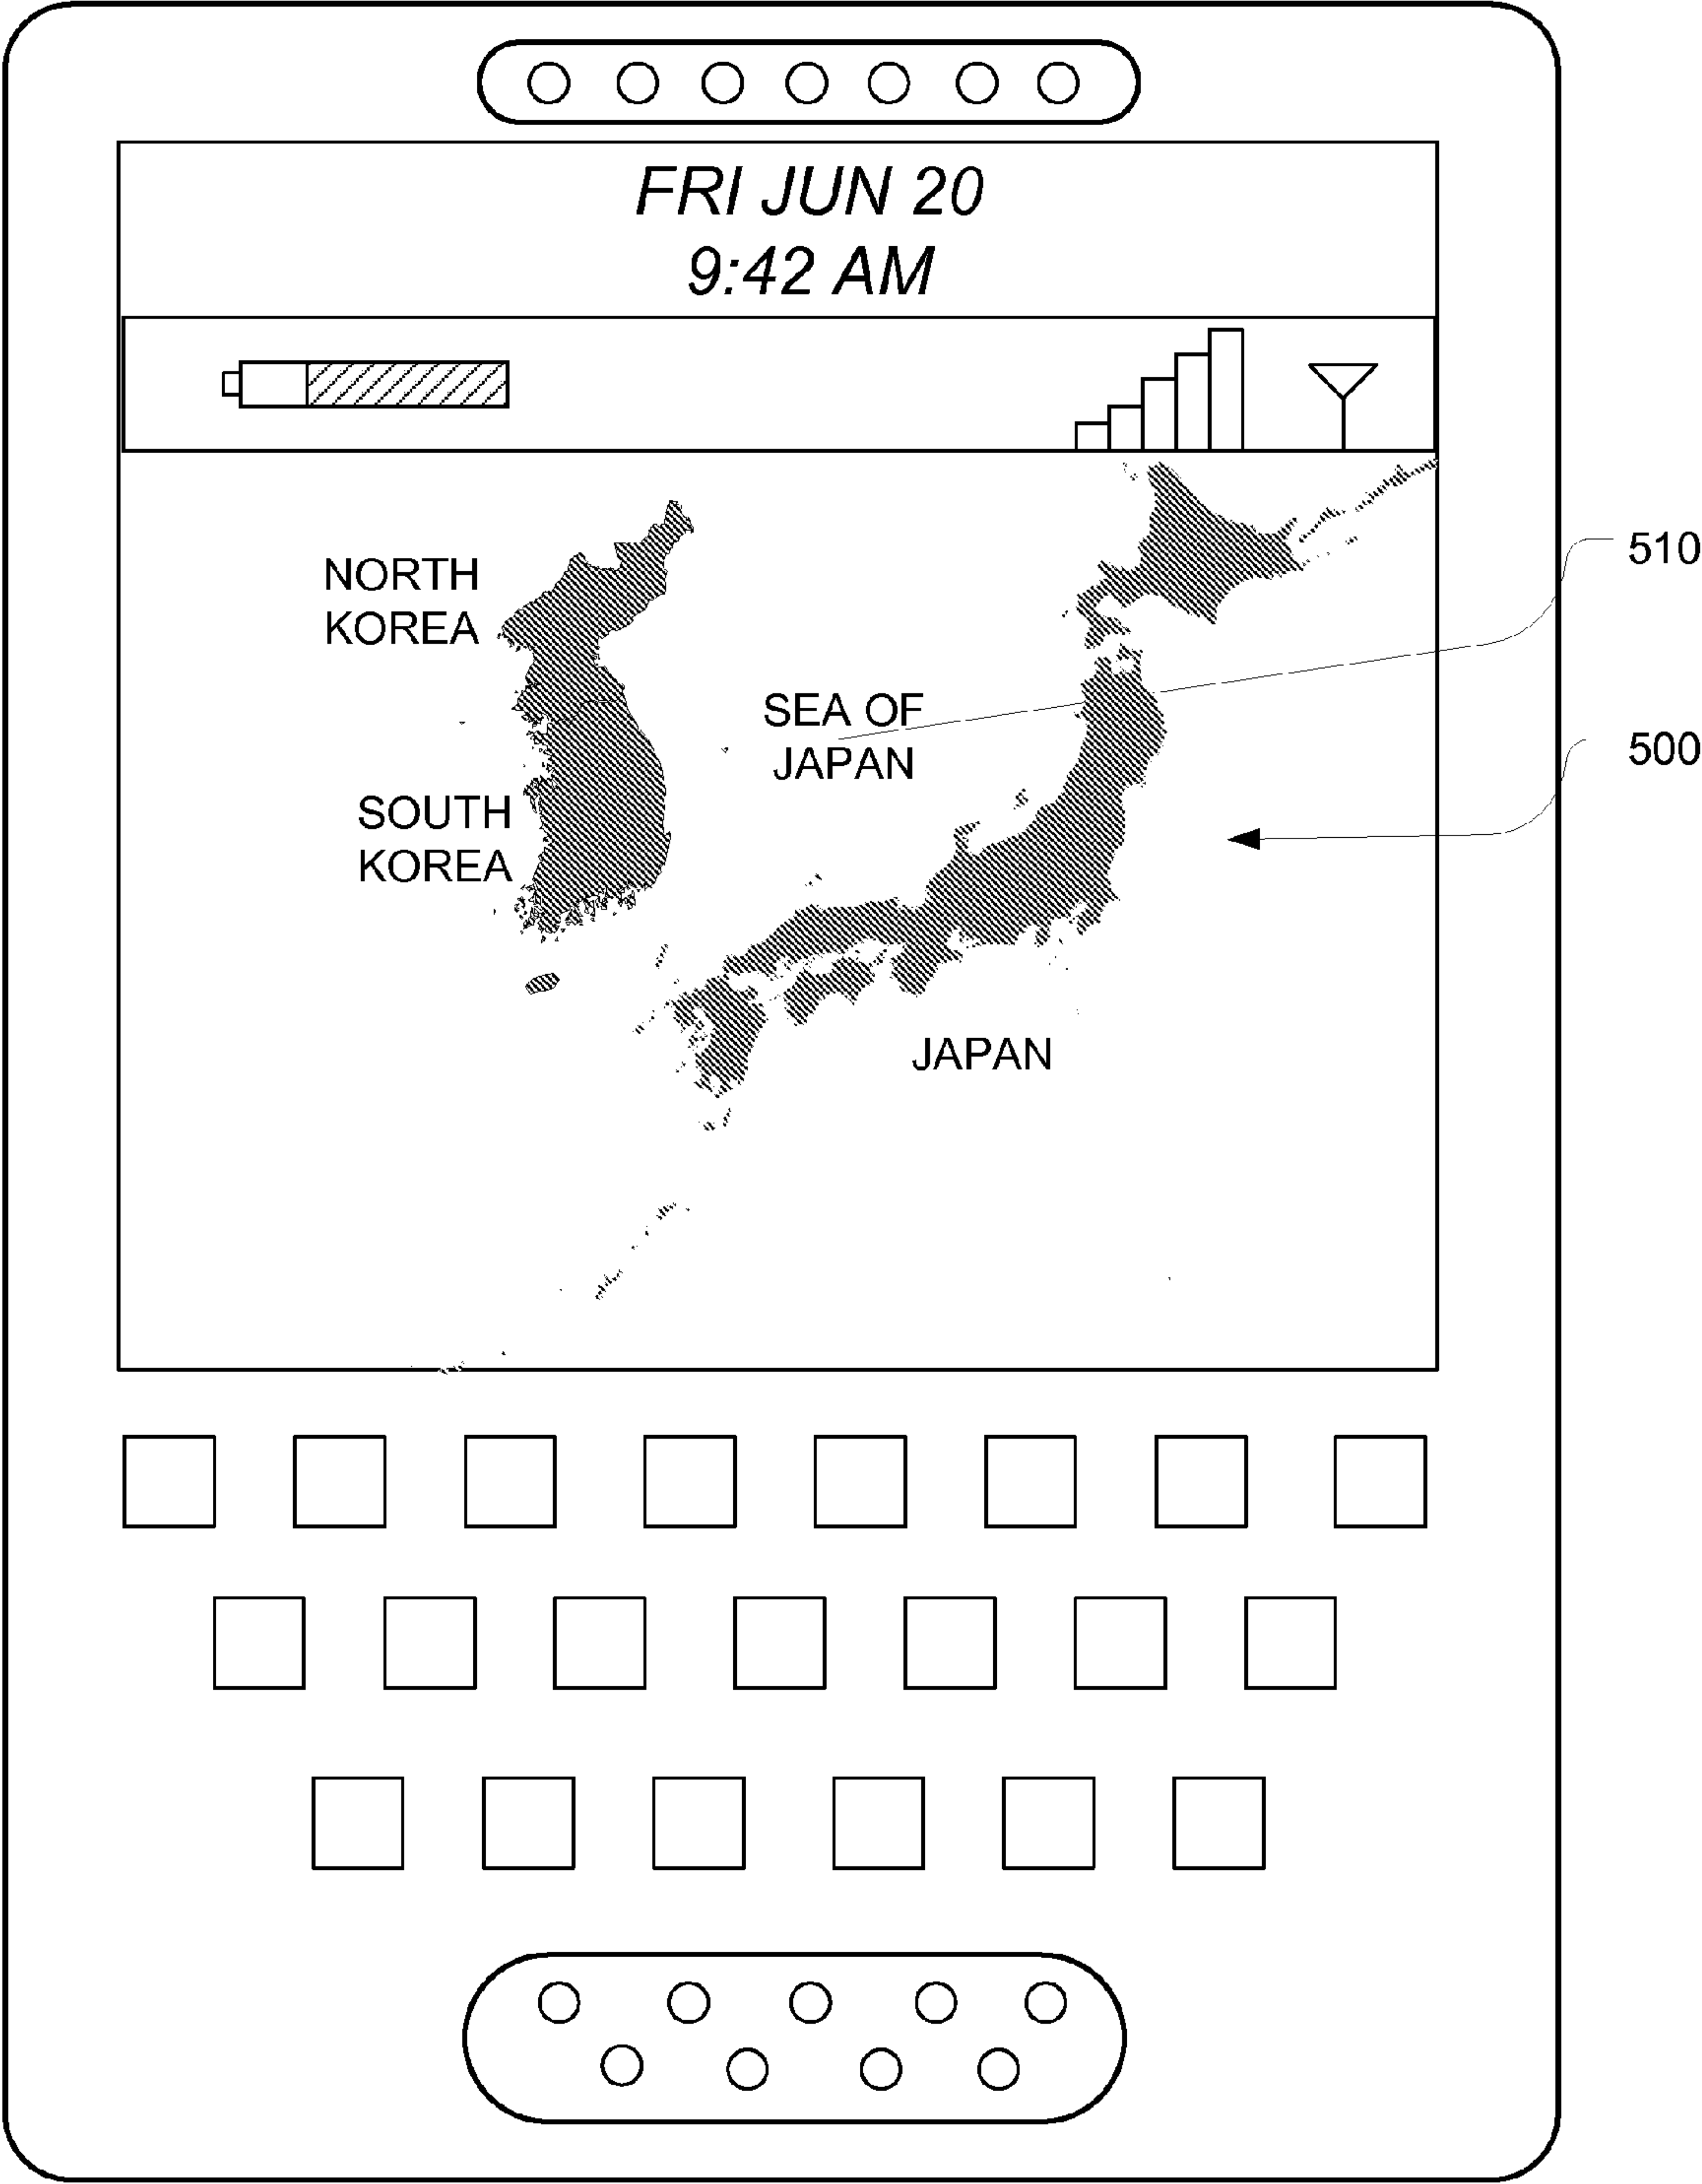 FRI JUN 20
9:42 AM
NORTH
KOREA
510
SEA OF
JAPAN
500
SOUTH
KOREA
JAPAN